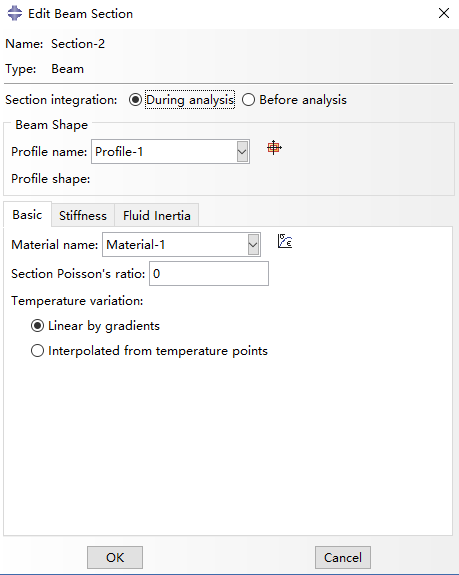 Edit Beam Section
Name: Section-2
Type: Beam
Section integration: During analysis Before analysis
Beam Shape
Profile name: Profile-1
Profile shape:
Basic Stiffness Fluid Inertia
Material name: Material-1
Section Poisson's ratio: 0
Temperature variation:
Linear by gradients
Interpolated from temperature points
OK Cancel